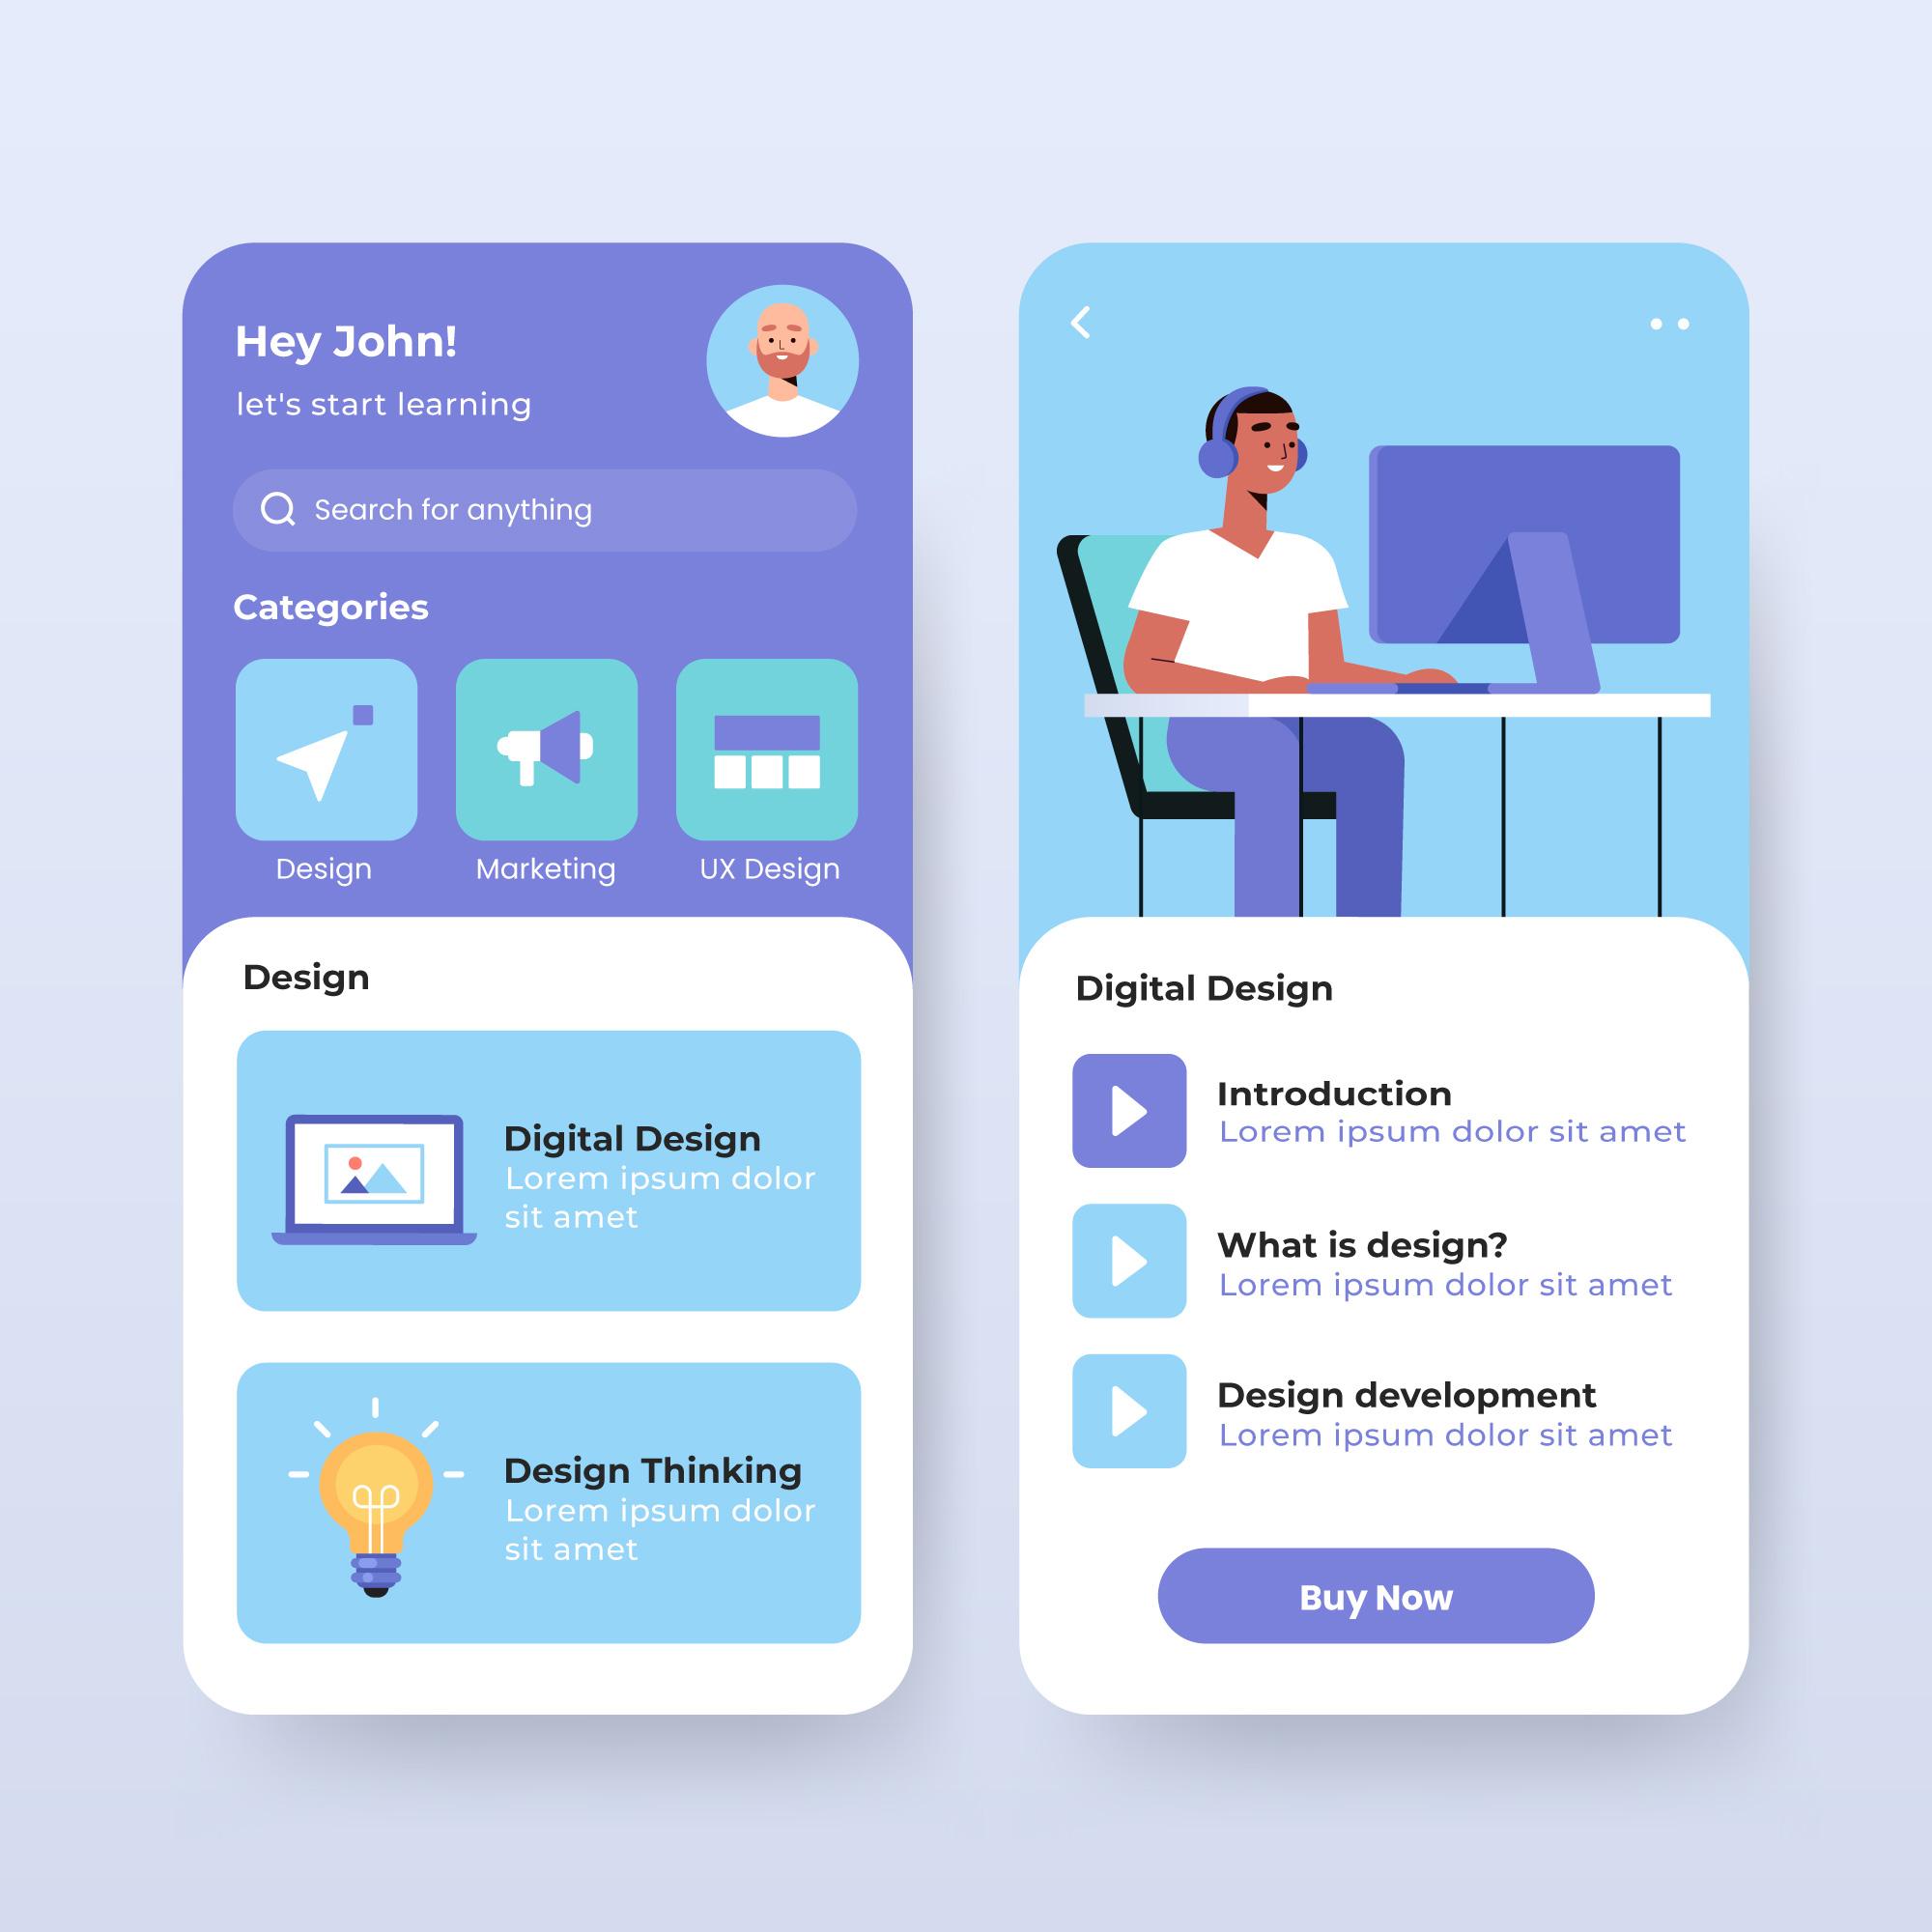 Hey John!
let's start learning
Search for anything
Categories
Design
Marketing
UX Design
Design
Digital Design
Lorem ipsum dolor
sit amet
Design Thinking
Lorem ipsum dolor
sit amet
Digital Design
Introduction
Lorem ipsum dolor sit amet
What is design?
Lorem ipsum dolor sit amet
Design development
Lorem ipsum dolor sit amet
Buy Now